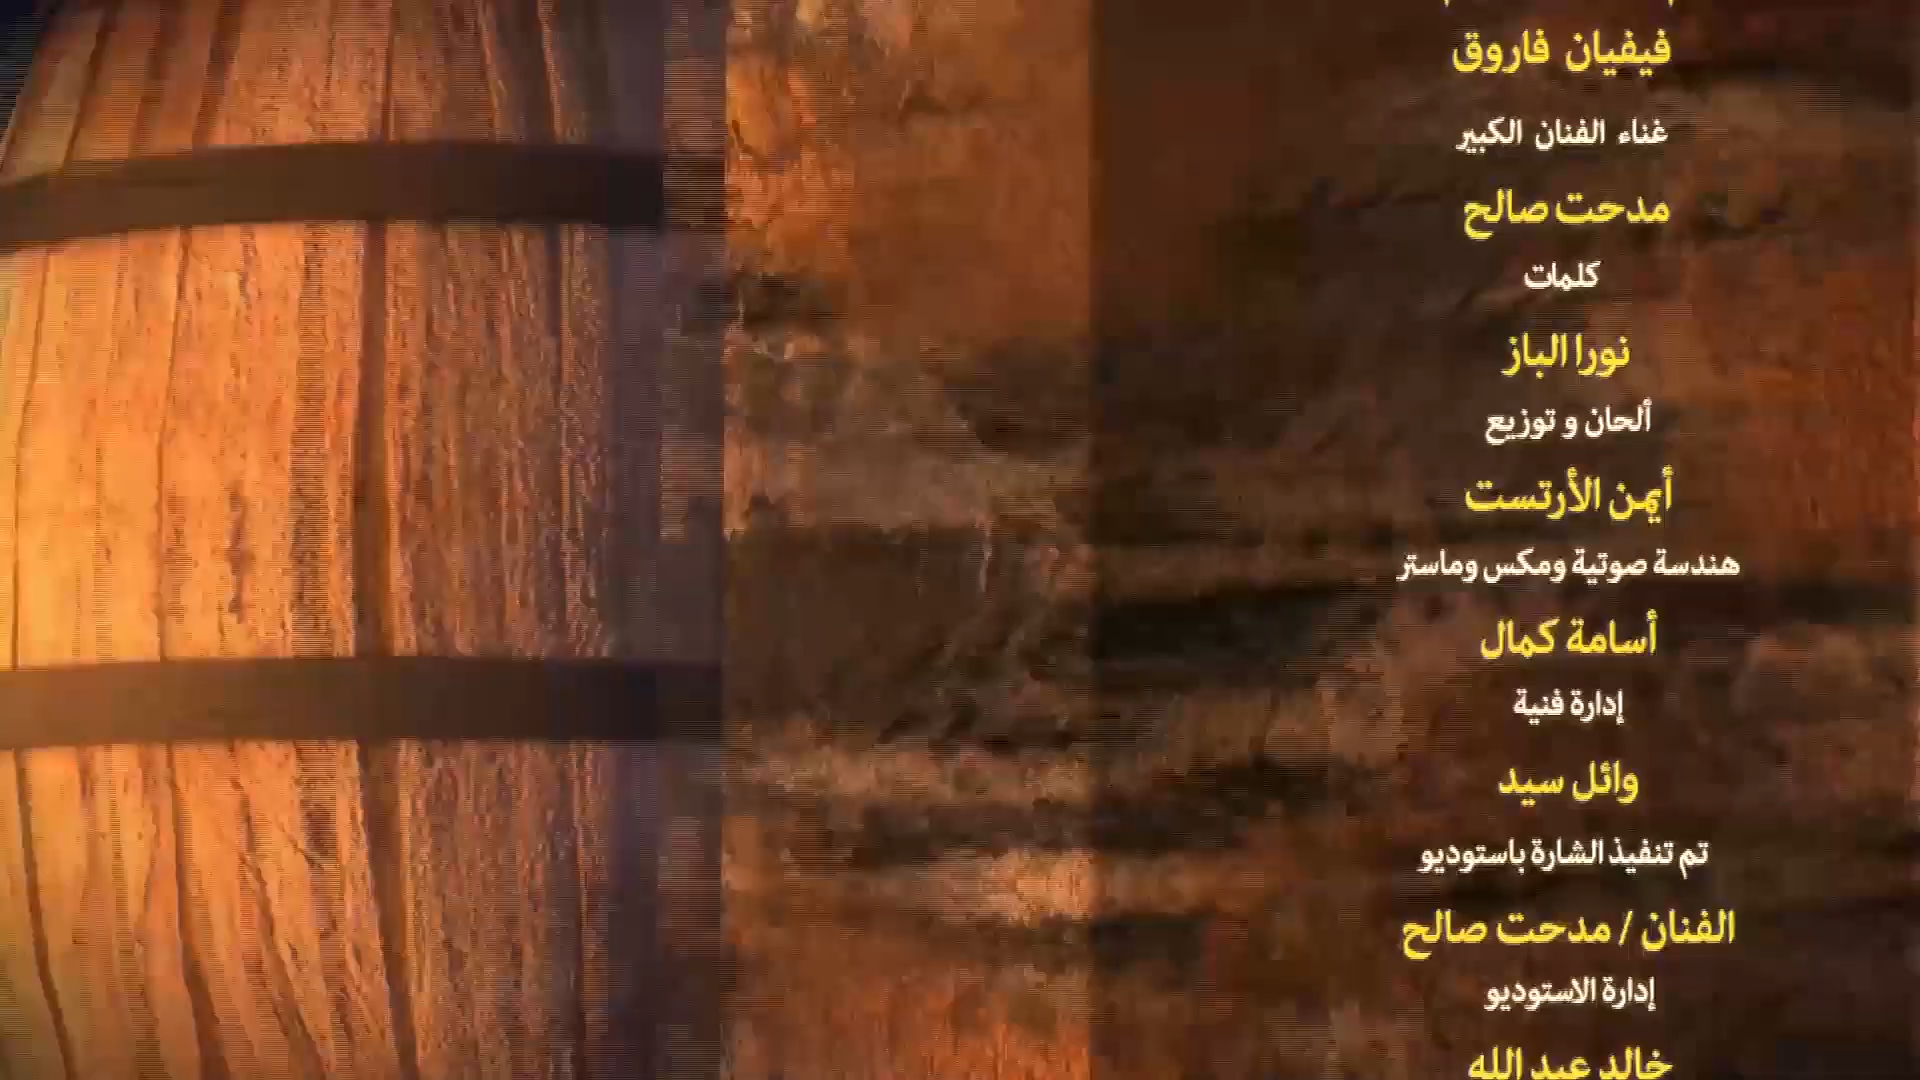 فيفيان فاروق
غناء الفنان الكبير
مدحت صالح
كلمات
نورا الباز
ألحان و توزيع
أيمن الأرتست
هندسة صوتية ومكس وماستر
أسامة كمال
إدارة فنية
وائل سيد
تم تنفيذ الشارة باستوديو
الفنان / مدحت صالح
إدارة الاستوديو
خالد عبد الله